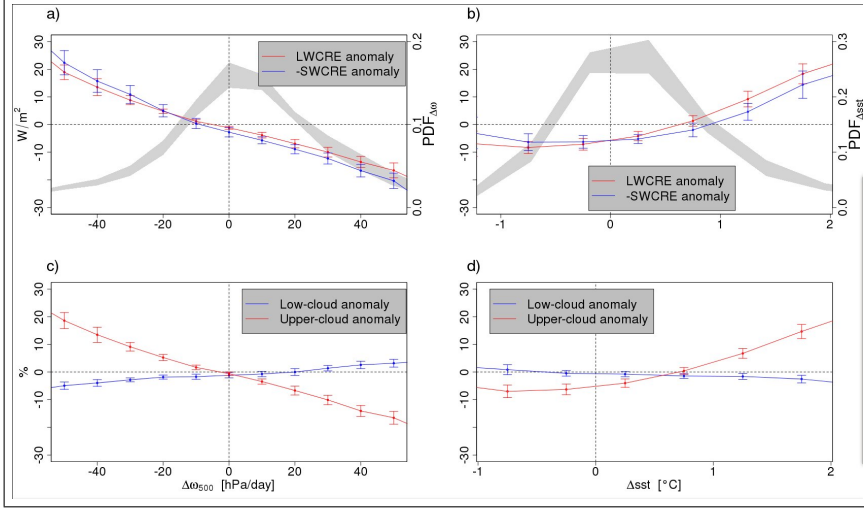 a)
b)
30
20
10
0
-10
-30
W/m²
LWCRE anomaly
-SWCRE anomaly
0.2
0.1
0.0
PDFΔω
-40
-20
0
20
40
30
20
10
0
-10
-30
LWCRE anomaly
-SWCRE anomaly
0.3
0.2
0.1
0.0
PDFΔsst
-1
0
1
2
c)
d)
30
20
10
0
-10
-30
%
Low-cloud anomaly
Upper-cloud anomaly
-40
-20
0
20
40
Δω500 [hPa/day]
30
20
10
0
-10
-30
Low-cloud anomaly
Upper-cloud anomaly
-1
0
1
2
Δsst [°C]